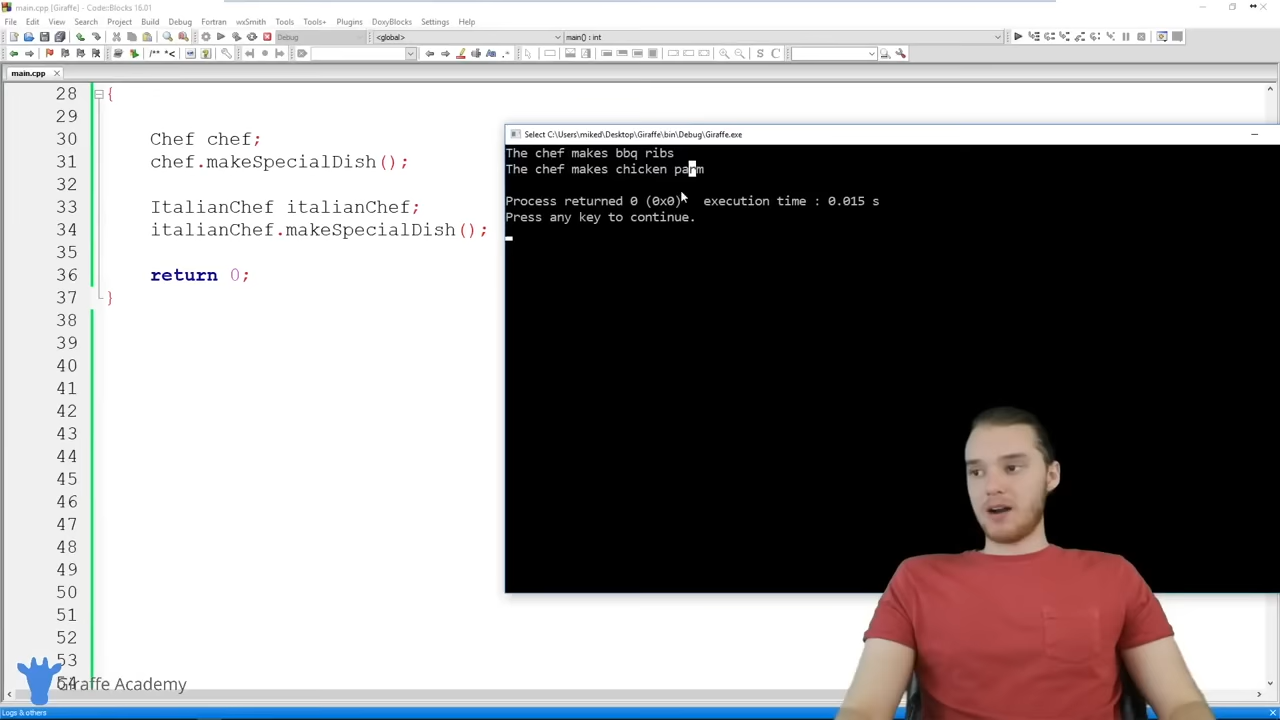 main.cpp [Giraffe] - Code::Blocks 16.01
File Edit View Search Project Build Debug Fortran wxSmith Tools Tools+ Plugins DoxyBlocks Settings Help
Debug
<global>
main() : int
main.cpp
28 {
29
30 Chef chef;
31 chef.makeSpecialDish();
32
33 ItalianChef italianChef;
34 italianChef.makeSpecialDish();
35
36 return 0;
37 }
38
39
40
41
42
43
44
45
46
47
48
49
50
51
52
53
54
Select C:\Users\miked\Desktop\Giraffe\bin\Debug\Giraffe.exe
The chef makes bbq ribs
The chef makes chicken parm
Process returned 0 (0x0) execution time : 0.015 s
Press any key to continue.
Giraffe Academy
Logs & others